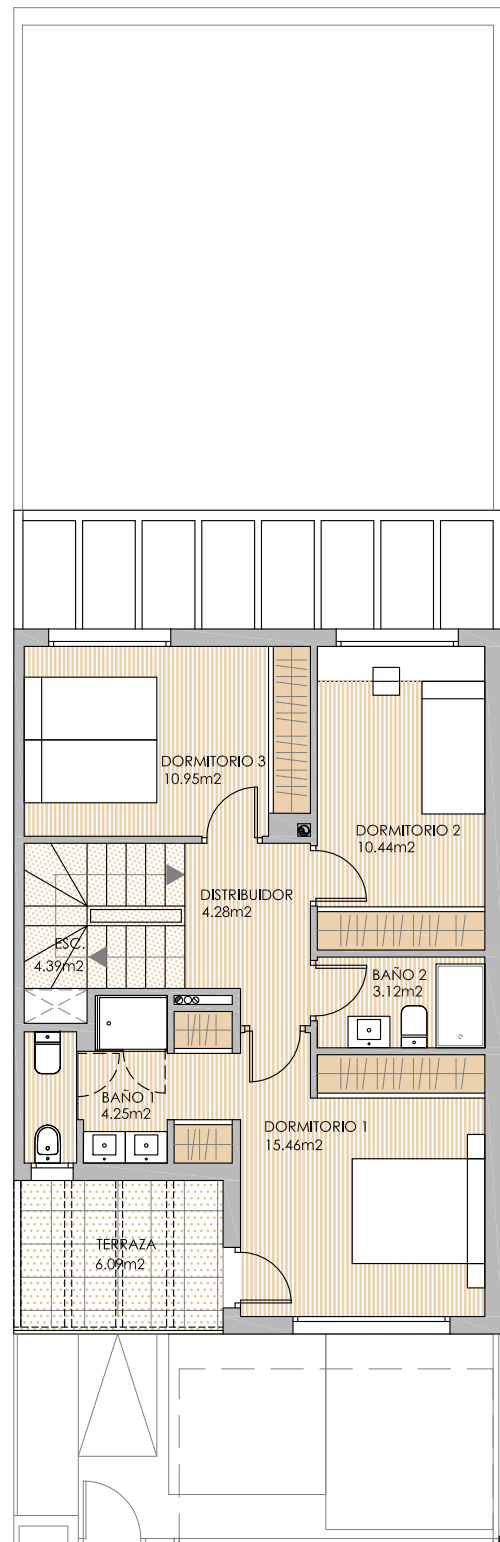 DORMITORIO 3
10.95m2
DORMITORIO 2
10.44m2
DISTRIBUIDOR
4.28m2
ESC.
4.39m2
BAÑO 2
3.12m2
BAÑO 1
4.25m2
DORMITORIO 1
15.46m2
TERRAZA
6.09m2